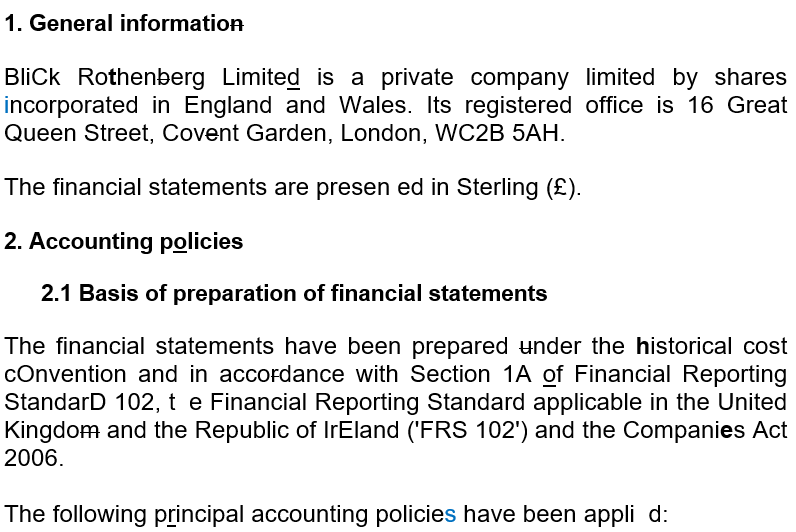 1. General information
BliCk Rothenberg Limited is a private company limited by shares
incorporated in England and Wales. Its registered office is 16 Great
Queen Street, Covent Garden, London, WC2B 5AH.
The financial statements are presen ed in Sterling (£).
2. Accounting policies
2.1 Basis of preparation of financial statements
The financial statements have been prepared under the historical cost
cOnvention and in accordance with Section 1A of Financial Reporting
StandarD 102, t e Financial Reporting Standard applicable in the United
Kingdom and the Republic of IrEland ('FRS 102') and the Companies Act
2006.
The following principal accounting policies have been appli d: